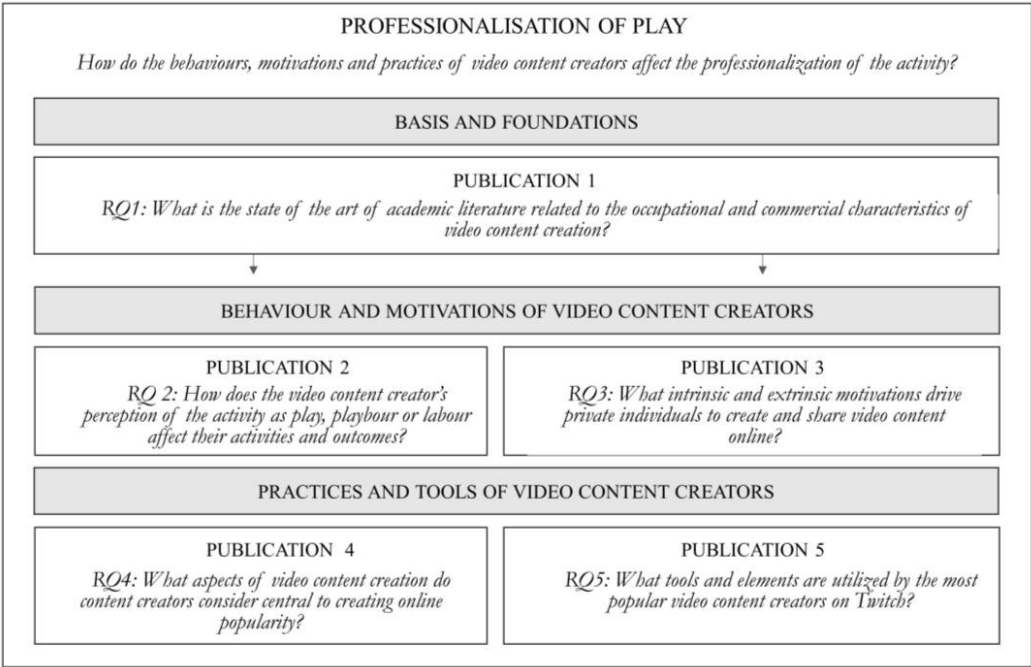 PROFESSIONALISATION OF PLAY
How do the behaviours, motivations and practices of video content creators affect the professionalization of the activity?
BASIS AND FOUNDATIONS
PUBLICATION 1
RQ1: What is the state of the art of academic literature related to the occupational and commercial characteristics of
video content creation?
BEHAVIOUR AND MOTIVATIONS OF VIDEO CONTENT CREATORS
PUBLICATION 2
RQ 2: How does the video content creator's
perception of the activity as play, playbour or labour
affect their activities and outcomes?
PUBLICATION 3
RQ3: What intrinsic and extrinsic motivations drive
private individuals to create and share video content
online?
PRACTICES AND TOOLS OF VIDEO CONTENT CREATORS
PUBLICATION 4
RQ4: What aspects of video content creation do
content creators consider central to creating online
popularity?
PUBLICATION 5
RQ5: What tools and elements are utilized by the most
popular video content creators on Twitch?